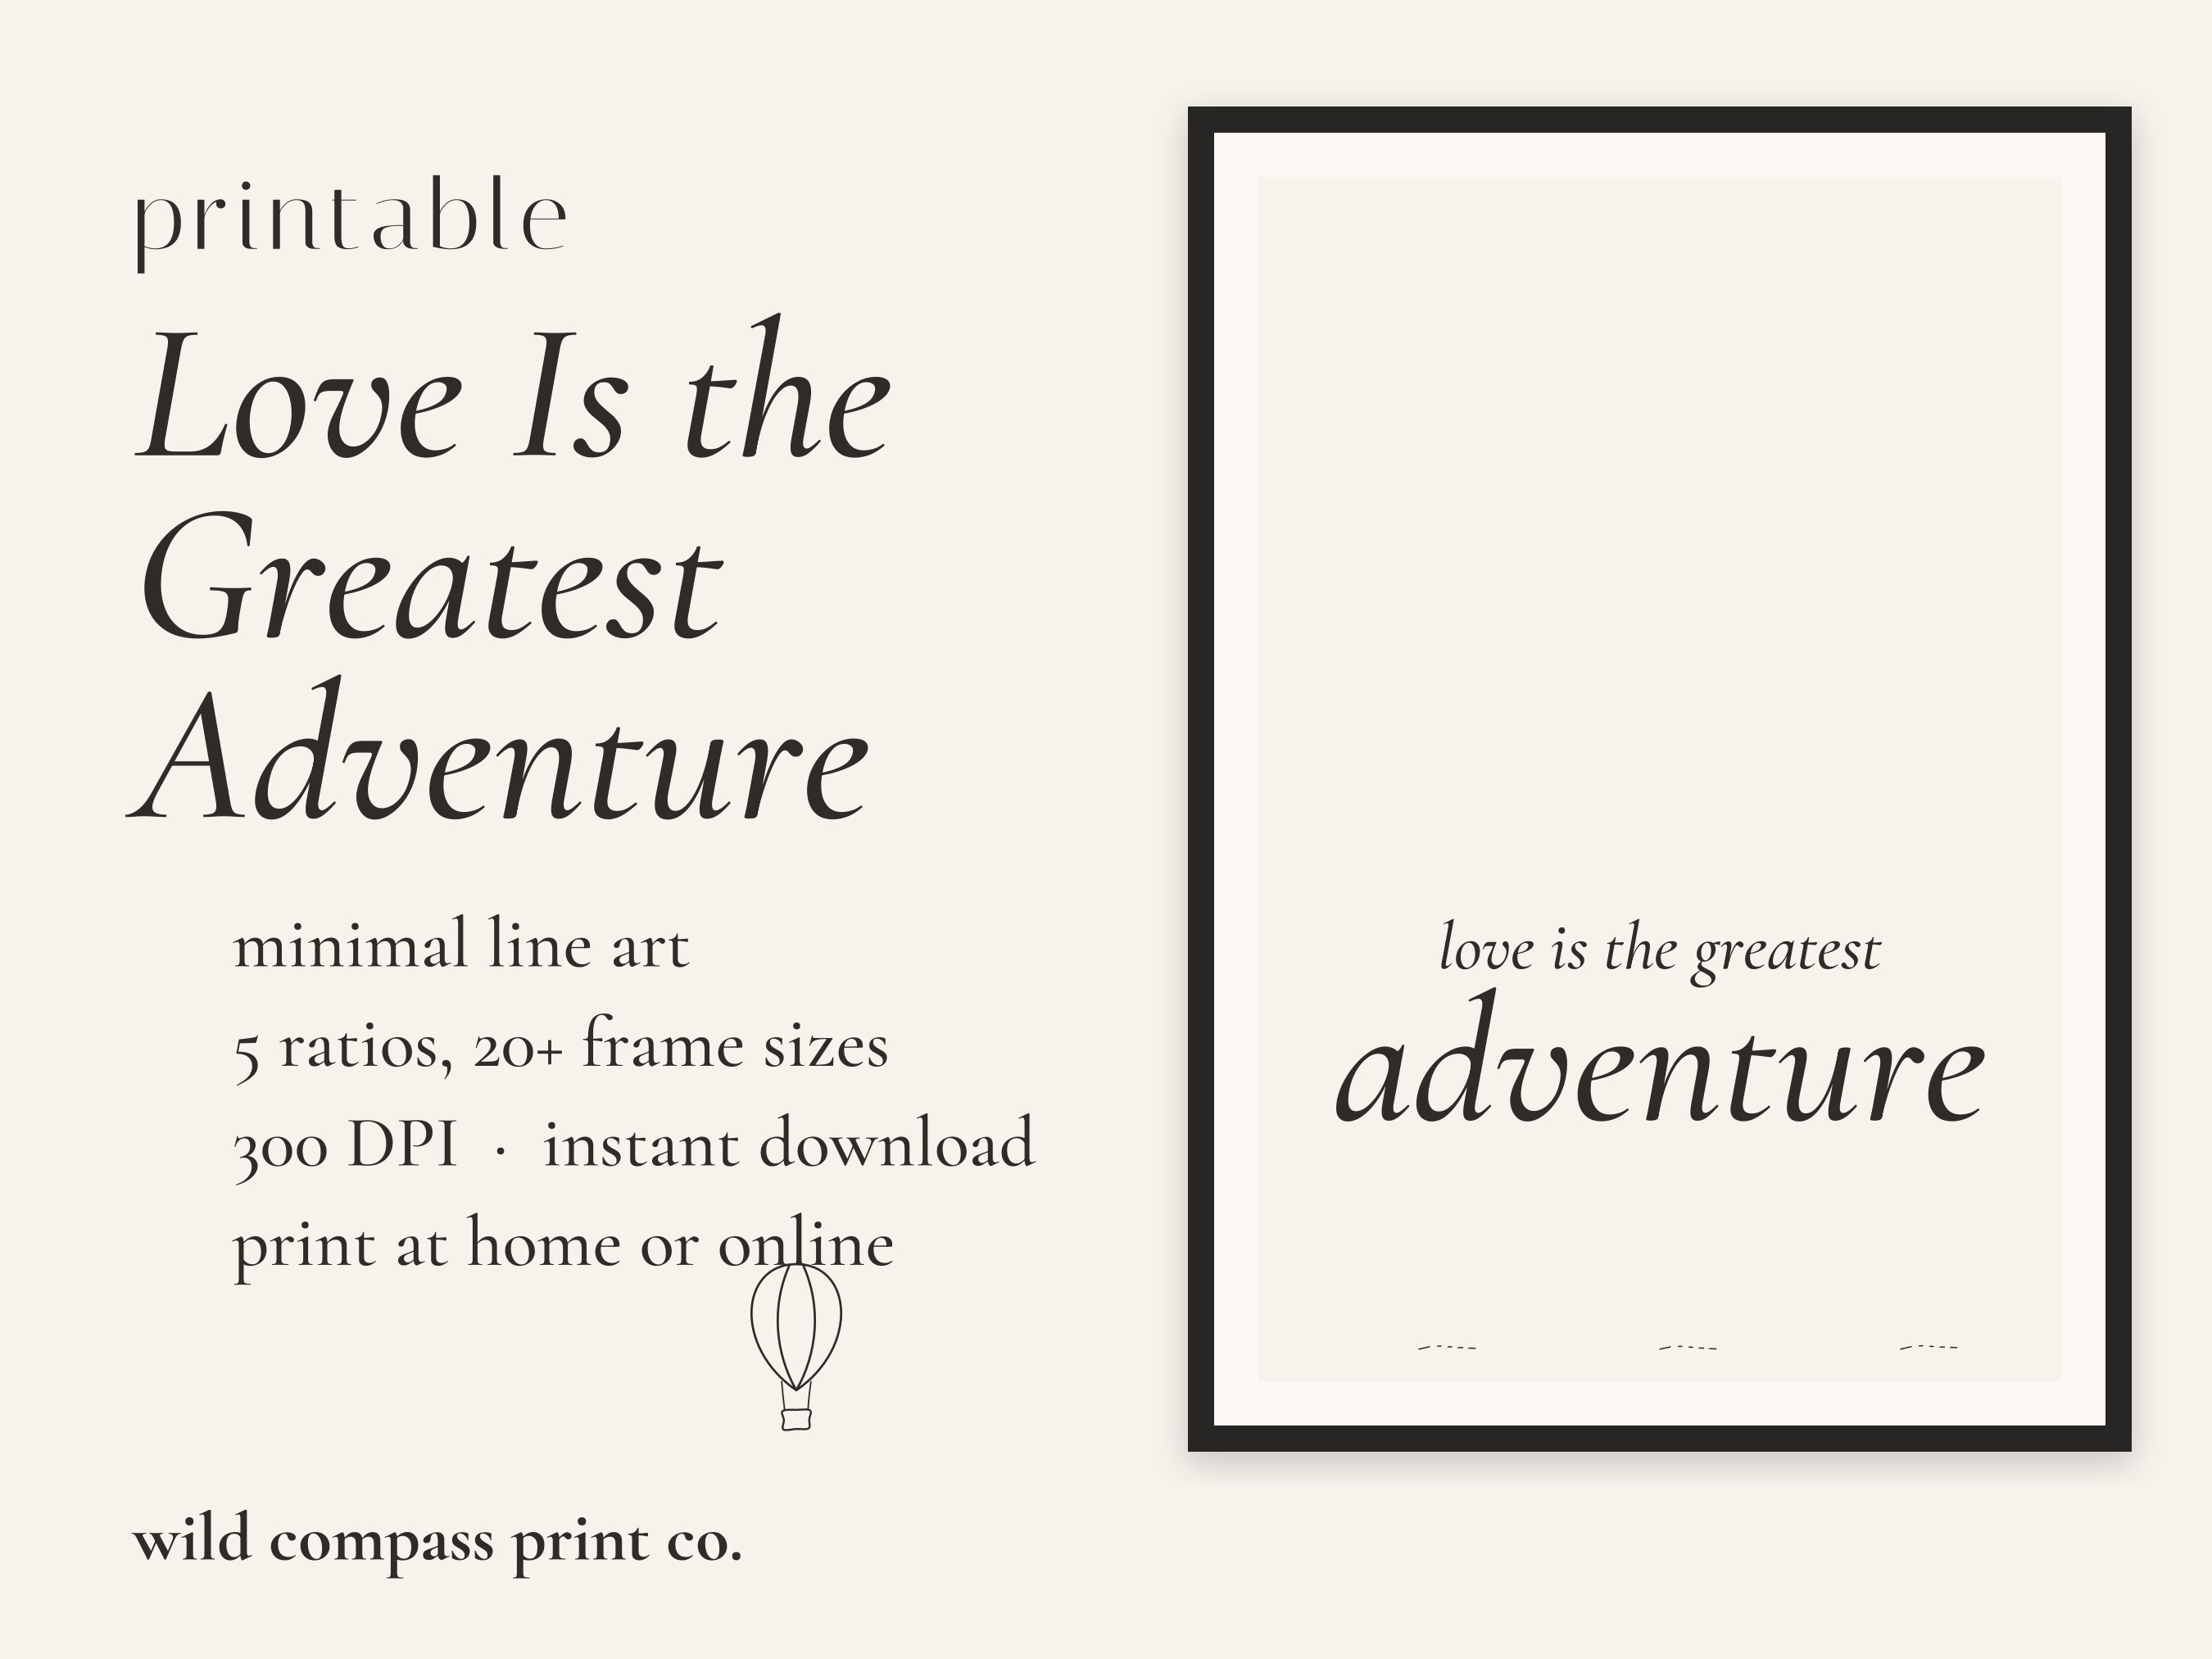 printable
Love Is the
Greatest
Adventure
minimal line art
5 ratios, 20+ frame sizes
300 DPI · instant download
print at home or online
wild compass print co.
love is the greatest
adventure